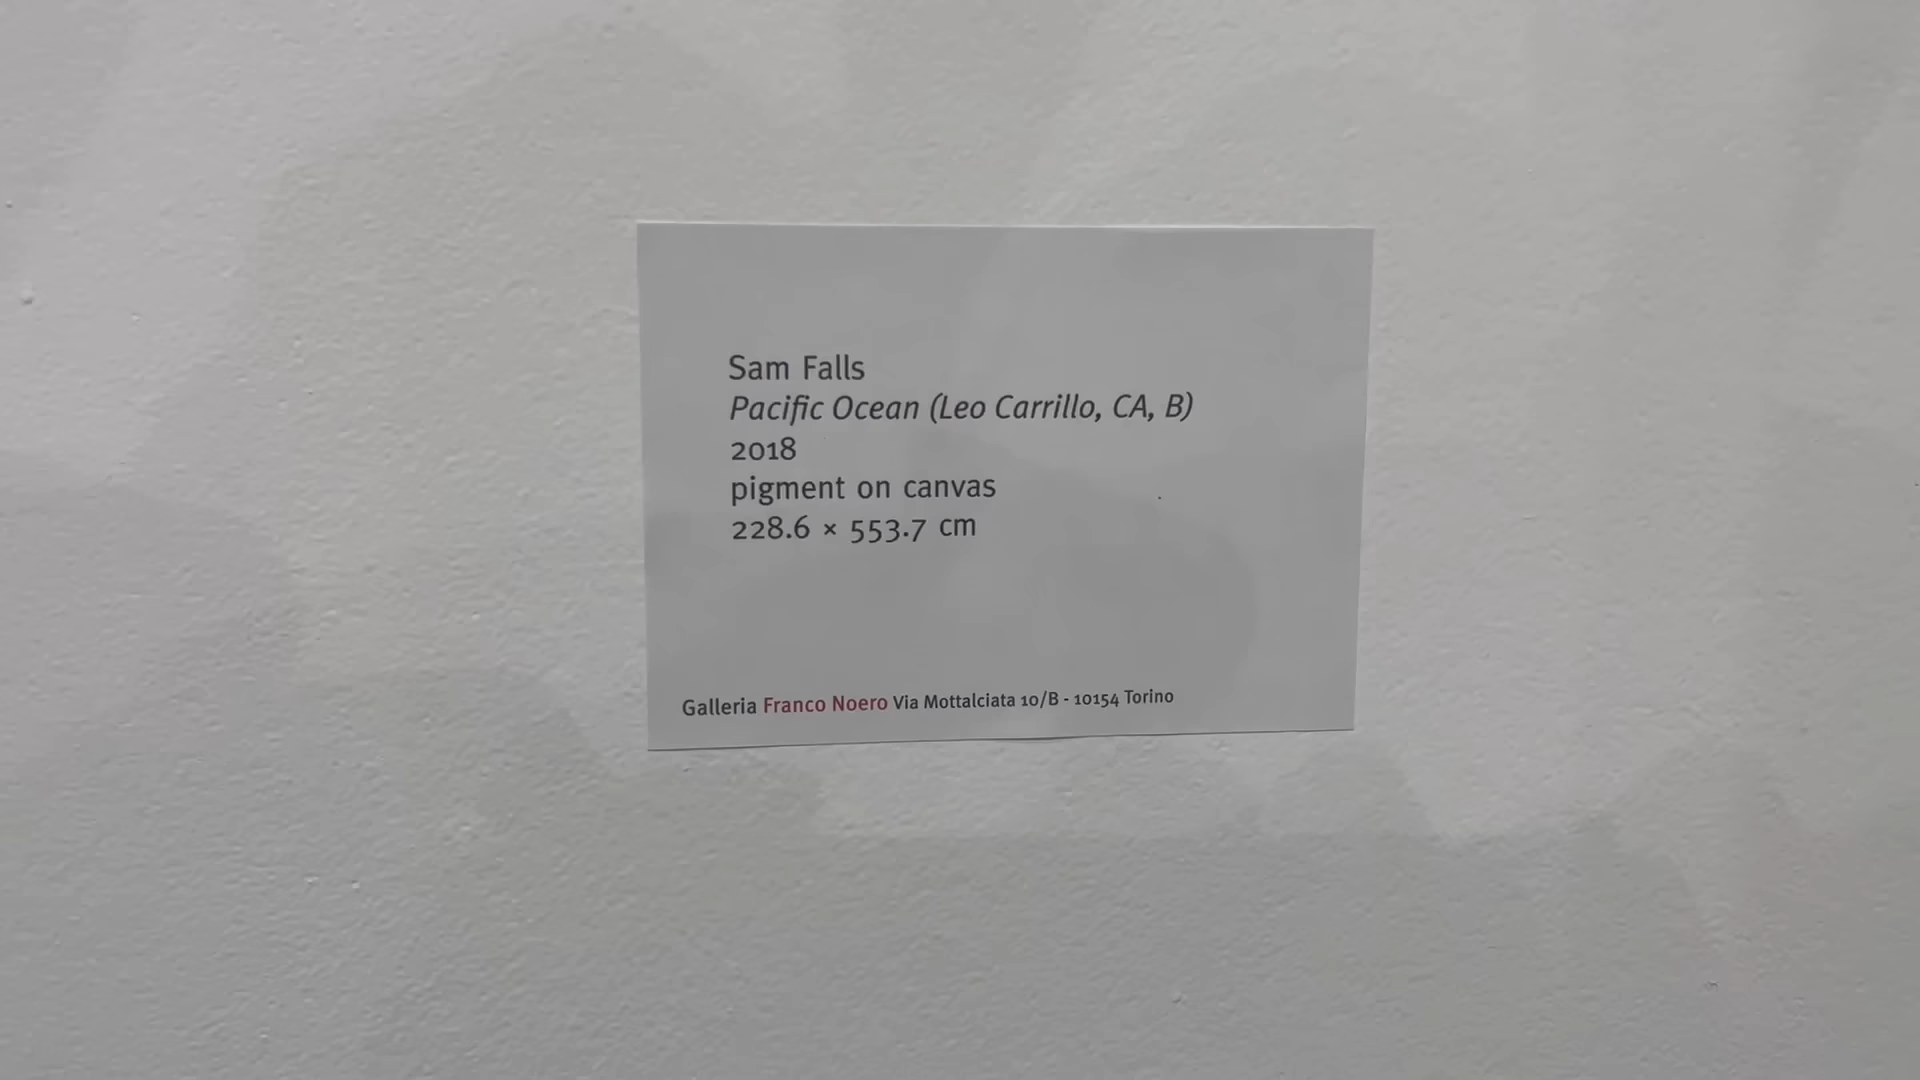 Sam Falls
Pacific Ocean (Leo Carrillo, CA, B)
2018
pigment on canvas
228.6 × 553.7 cm
Galleria Franco Noero Via Mottalciata 10/B - 10154 Torino